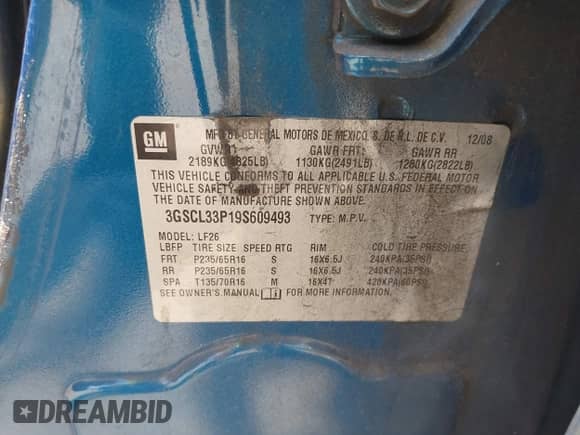 GM
MFD BY GENERAL MOTORS DE MEXICO, S. DE R.L. DE C.V. 12/08
GVWR GAWR FRT GAWR RR
2189KG(4825LB) 1130KG(2491LB) 1280KG(2822LB)
THIS VEHICLE CONFORMS TO ALL APPLICABLE U.S. FEDERAL MOTOR
VEHICLE SAFETY AND THEFT PREVENTION STANDARDS IN EFFECT ON
THE DATE OF MANUFACTURE SHOWN ABOVE.
3GSCL33P19S609493 TYPE: M.P.V.
MODEL: LF26
LBFP TIRE SIZE SPEED RTG RIM COLD TIRE PRESSURE
FRT P235/65R16 S 16X6.5J 240KPA(35PSI)
RR P235/65R16 S 16X6.5J 240KPA(35PSI)
SPA T135/70R16 M 16X4T 420KPA(60PSI)
SEE OWNER'S MANUAL FOR MORE INFORMATION
DREAMBID